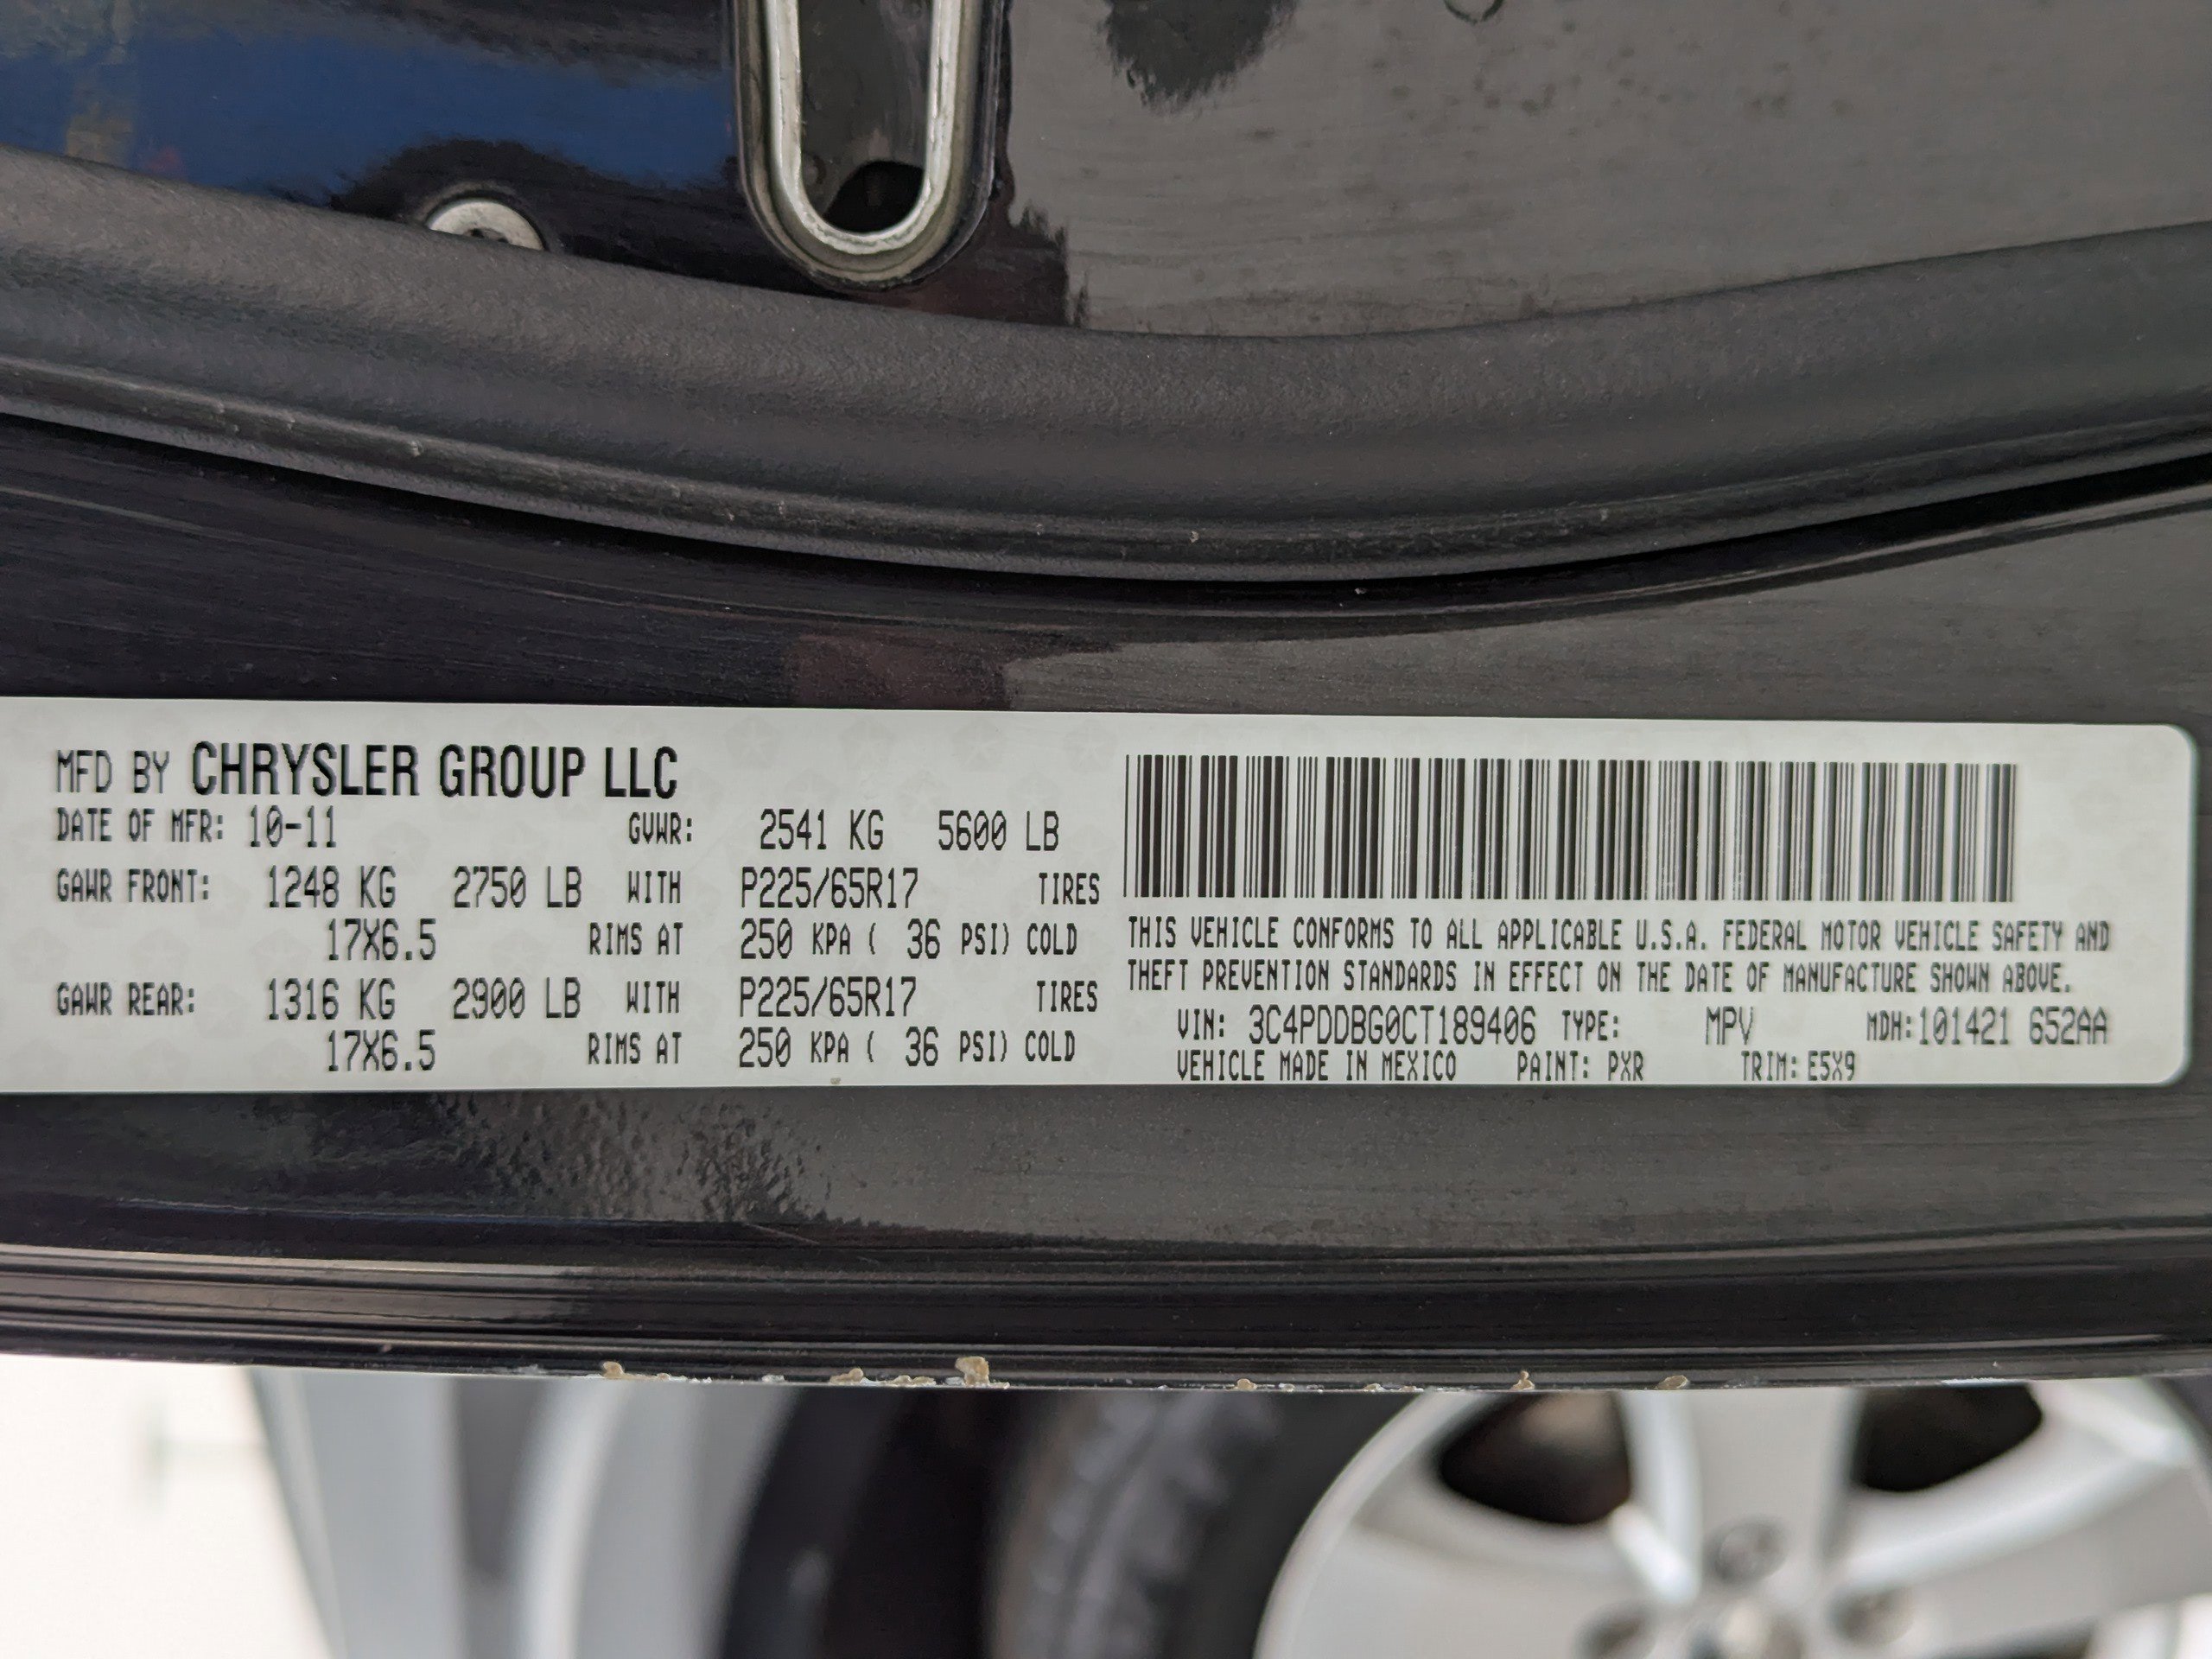 MFD BY CHRYSLER GROUP LLC
DATE OF MFR: 10-11 GVWR: 2541 KG 5600 LB
GAWR FRONT: 1248 KG 2750 LB WITH P225/65R17 TIRES
17X6.5 RIMS AT 250 KPA ( 36 PSI) COLD
GAWR REAR: 1316 KG 2900 LB WITH P225/65R17 TIRES
17X6.5 RIMS AT 250 KPA ( 36 PSI) COLD
THIS VEHICLE CONFORMS TO ALL APPLICABLE U.S.A. FEDERAL MOTOR VEHICLE SAFETY AND
THEFT PREVENTION STANDARDS IN EFFECT ON THE DATE OF MANUFACTURE SHOWN ABOVE.
VIN: 3C4PDDBG0CT189406 TYPE: MPV MDH:101421 652AA
VEHICLE MADE IN MEXICO PAINT: PXR TRIM: E5X9